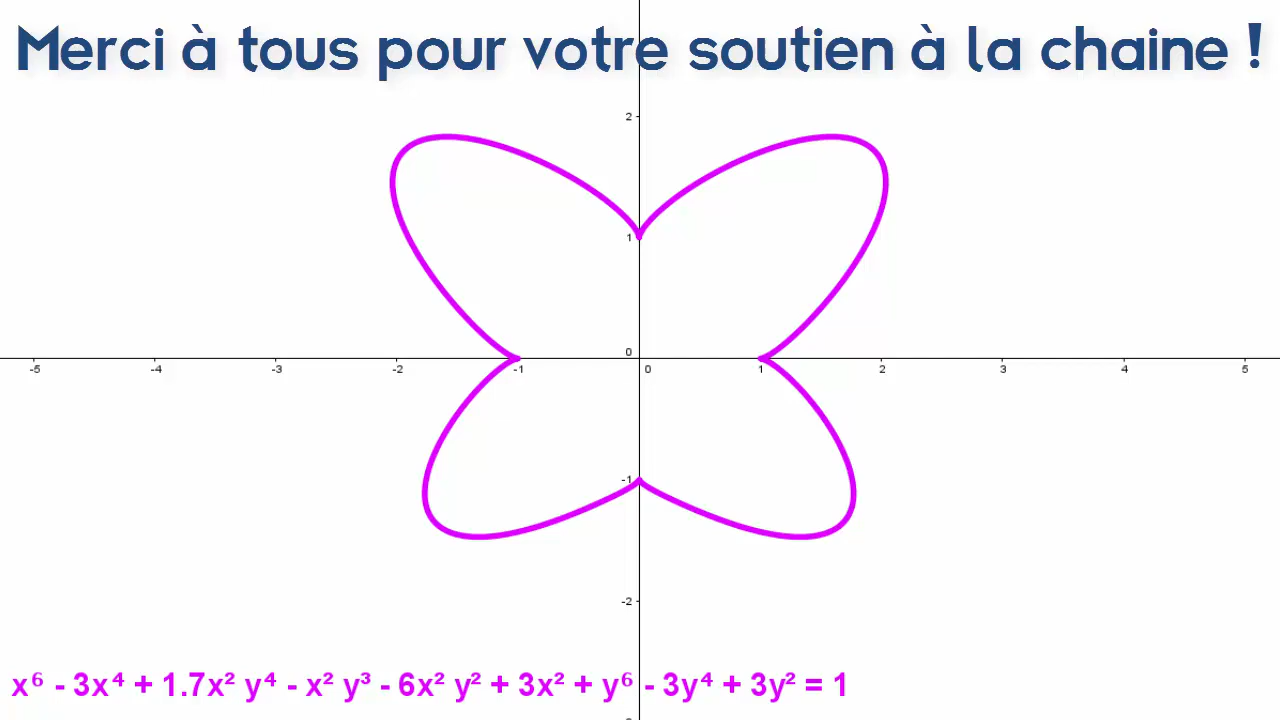 Merci à tous pour votre soutien à la chaine !
2
1
0
-5 -4 -3 -2 -1 0 1 2 3 4 5
-1
-2
x⁶ - 3x⁴ + 1.7x² y⁴ - x² y³ - 6x² y² + 3x² + y⁶ - 3y⁴ + 3y² = 1